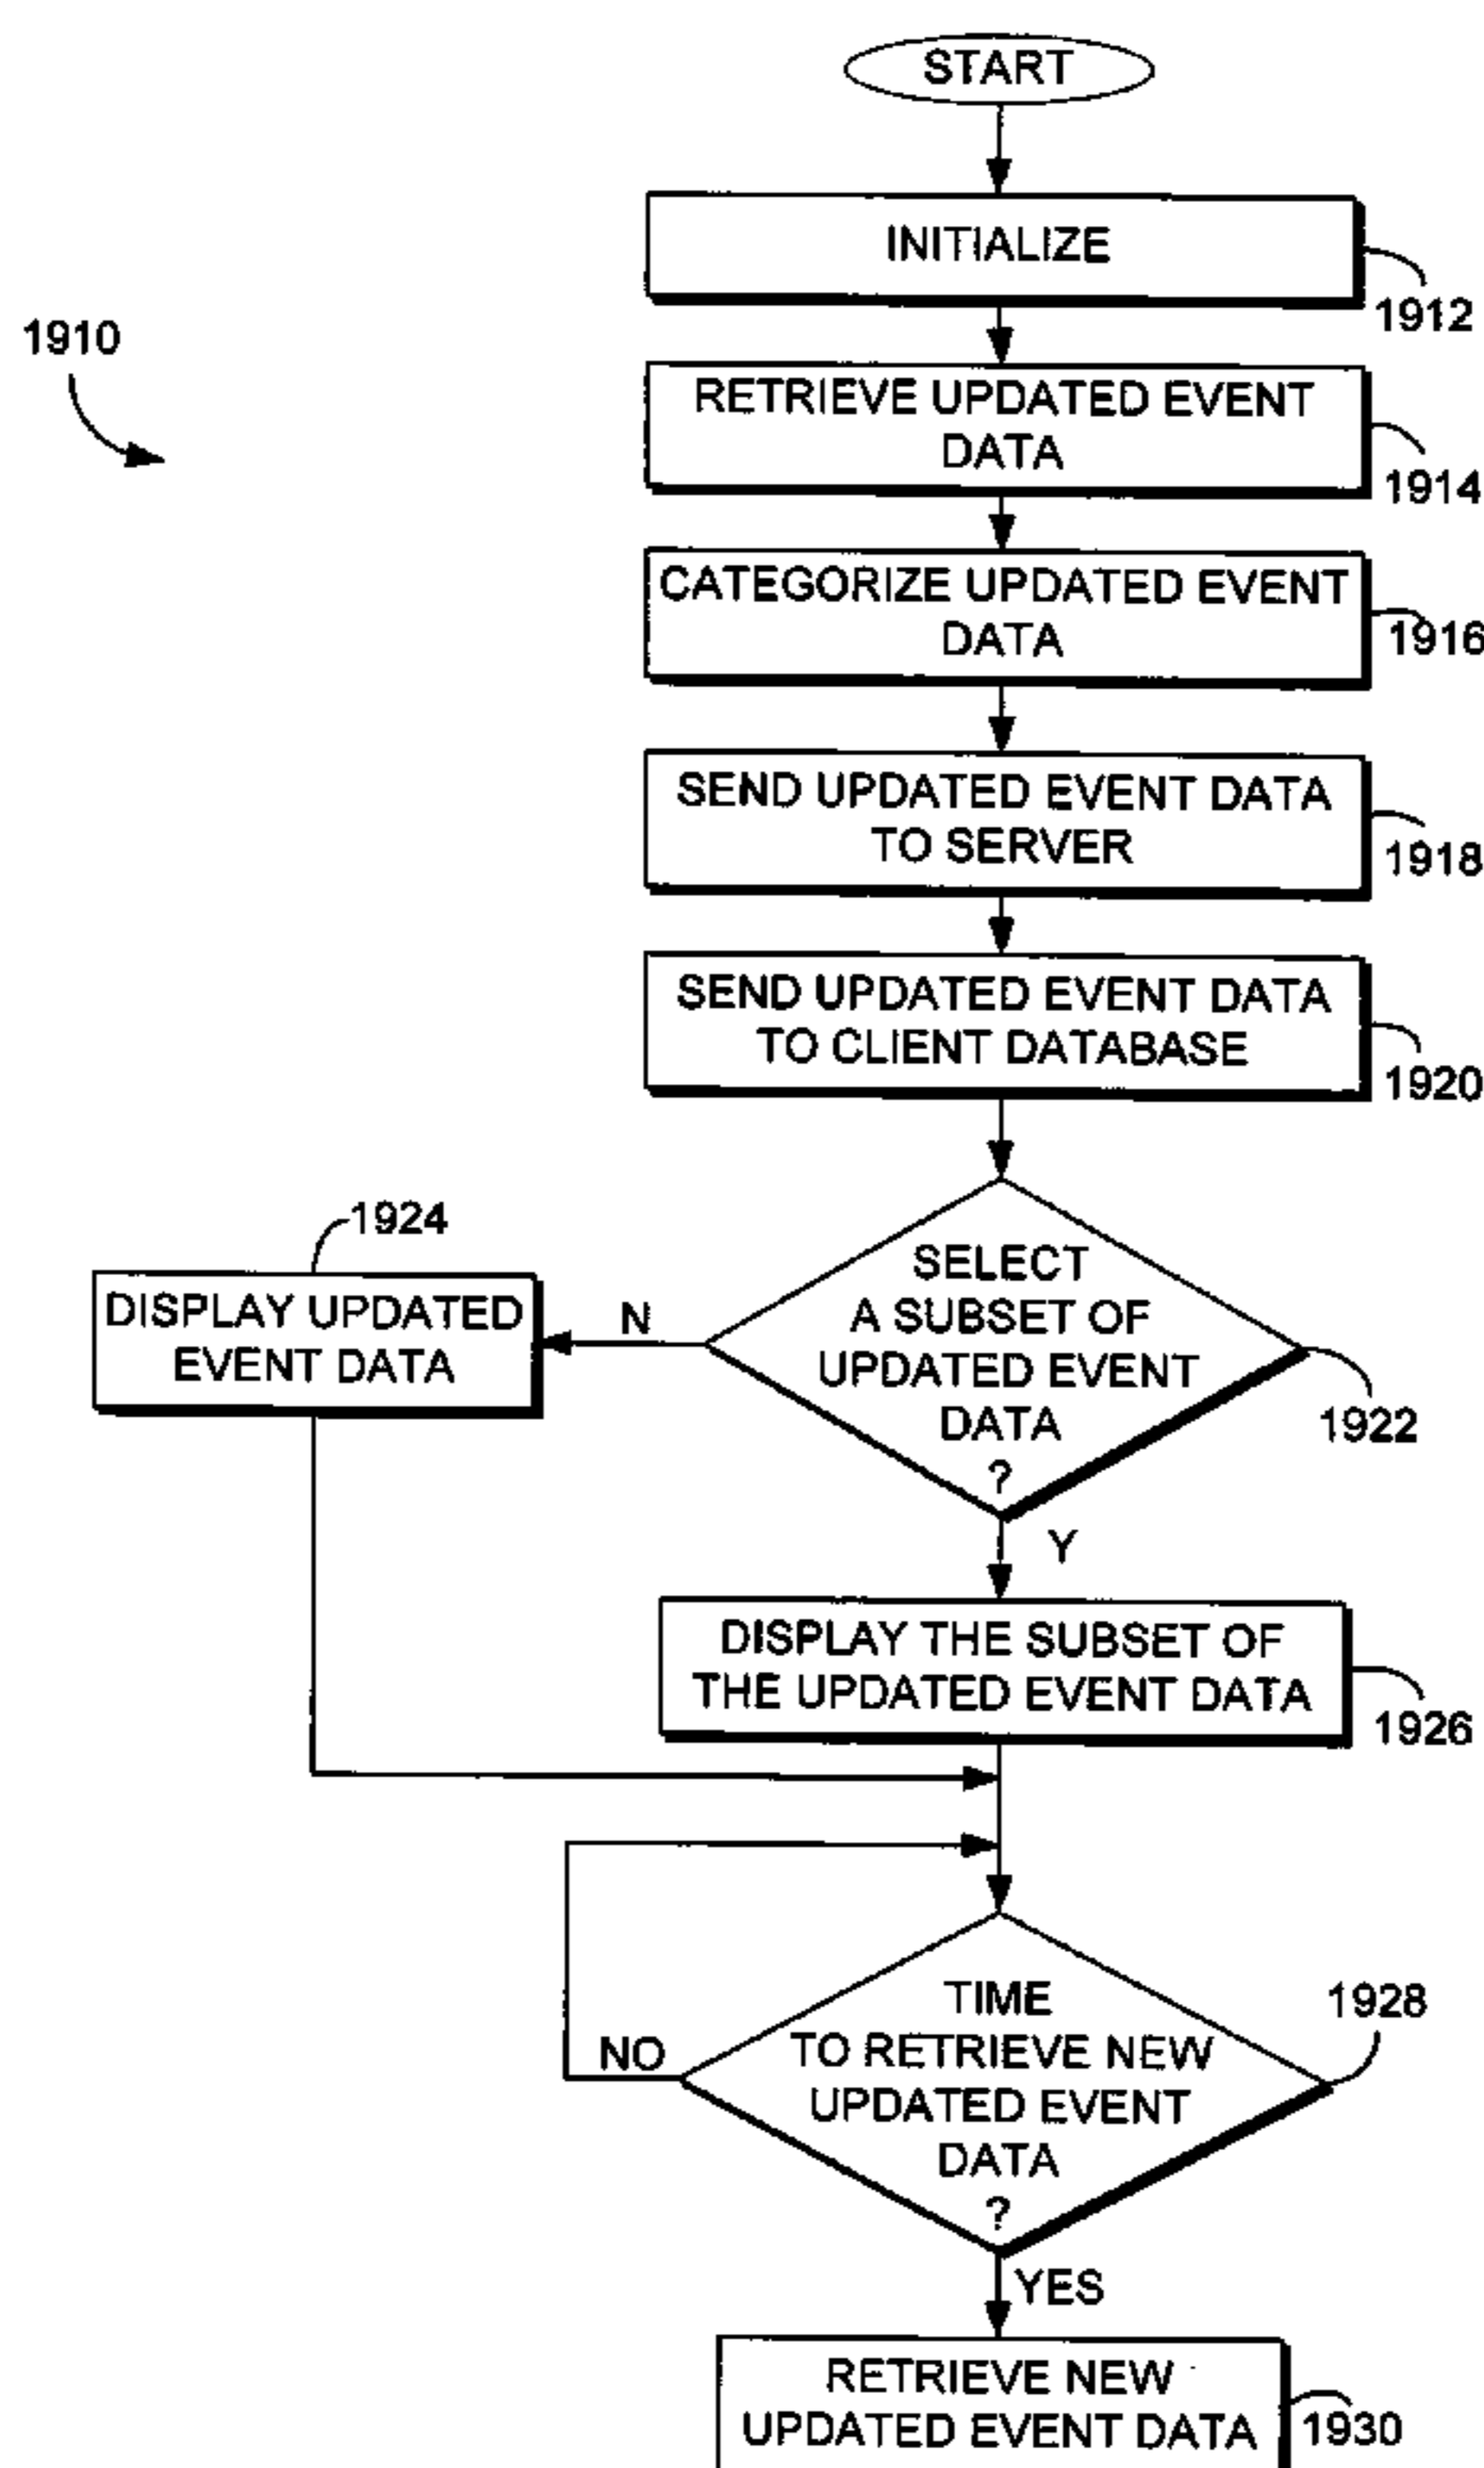 START
INITIALIZE
1912
1910
RETRIEVE UPDATED EVENT
DATA
1914
CATEGORIZE UPDATED EVENT
DATA
1916
SEND UPDATED EVENT DATA
TO SERVER
1918
SEND UPDATED EVENT DATA
TO CLIENT DATABASE
1920
SELECT
A SUBSET OF
UPDATED EVENT
DATA
?
1922
N
1924
DISPLAY UPDATED
EVENT DATA
Y
DISPLAY THE SUBSET OF
THE UPDATED EVENT DATA
1926
TIME
TO RETRIEVE NEW
UPDATED EVENT
DATA
?
1928
NO
YES
RETRIEVE NEW
UPDATED EVENT DATA
1930